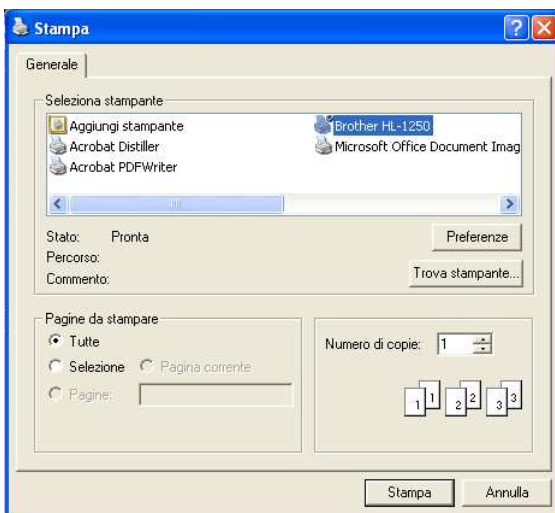 Stampa
Generale
Seleziona stampante
Aggiungi stampante
Brother HL-1250
Acrobat Distiller
Microsoft Office Document Imag
Acrobat PDFWriter
Stato: Pronta
Preferenze
Percorso:
Commento:
Trova stampante...
Pagine da stampare
Tutte
Numero di copie: 1
Selezione Pagina corrente
Pagine:
1 1 2 2 3 3
Stampa Annulla